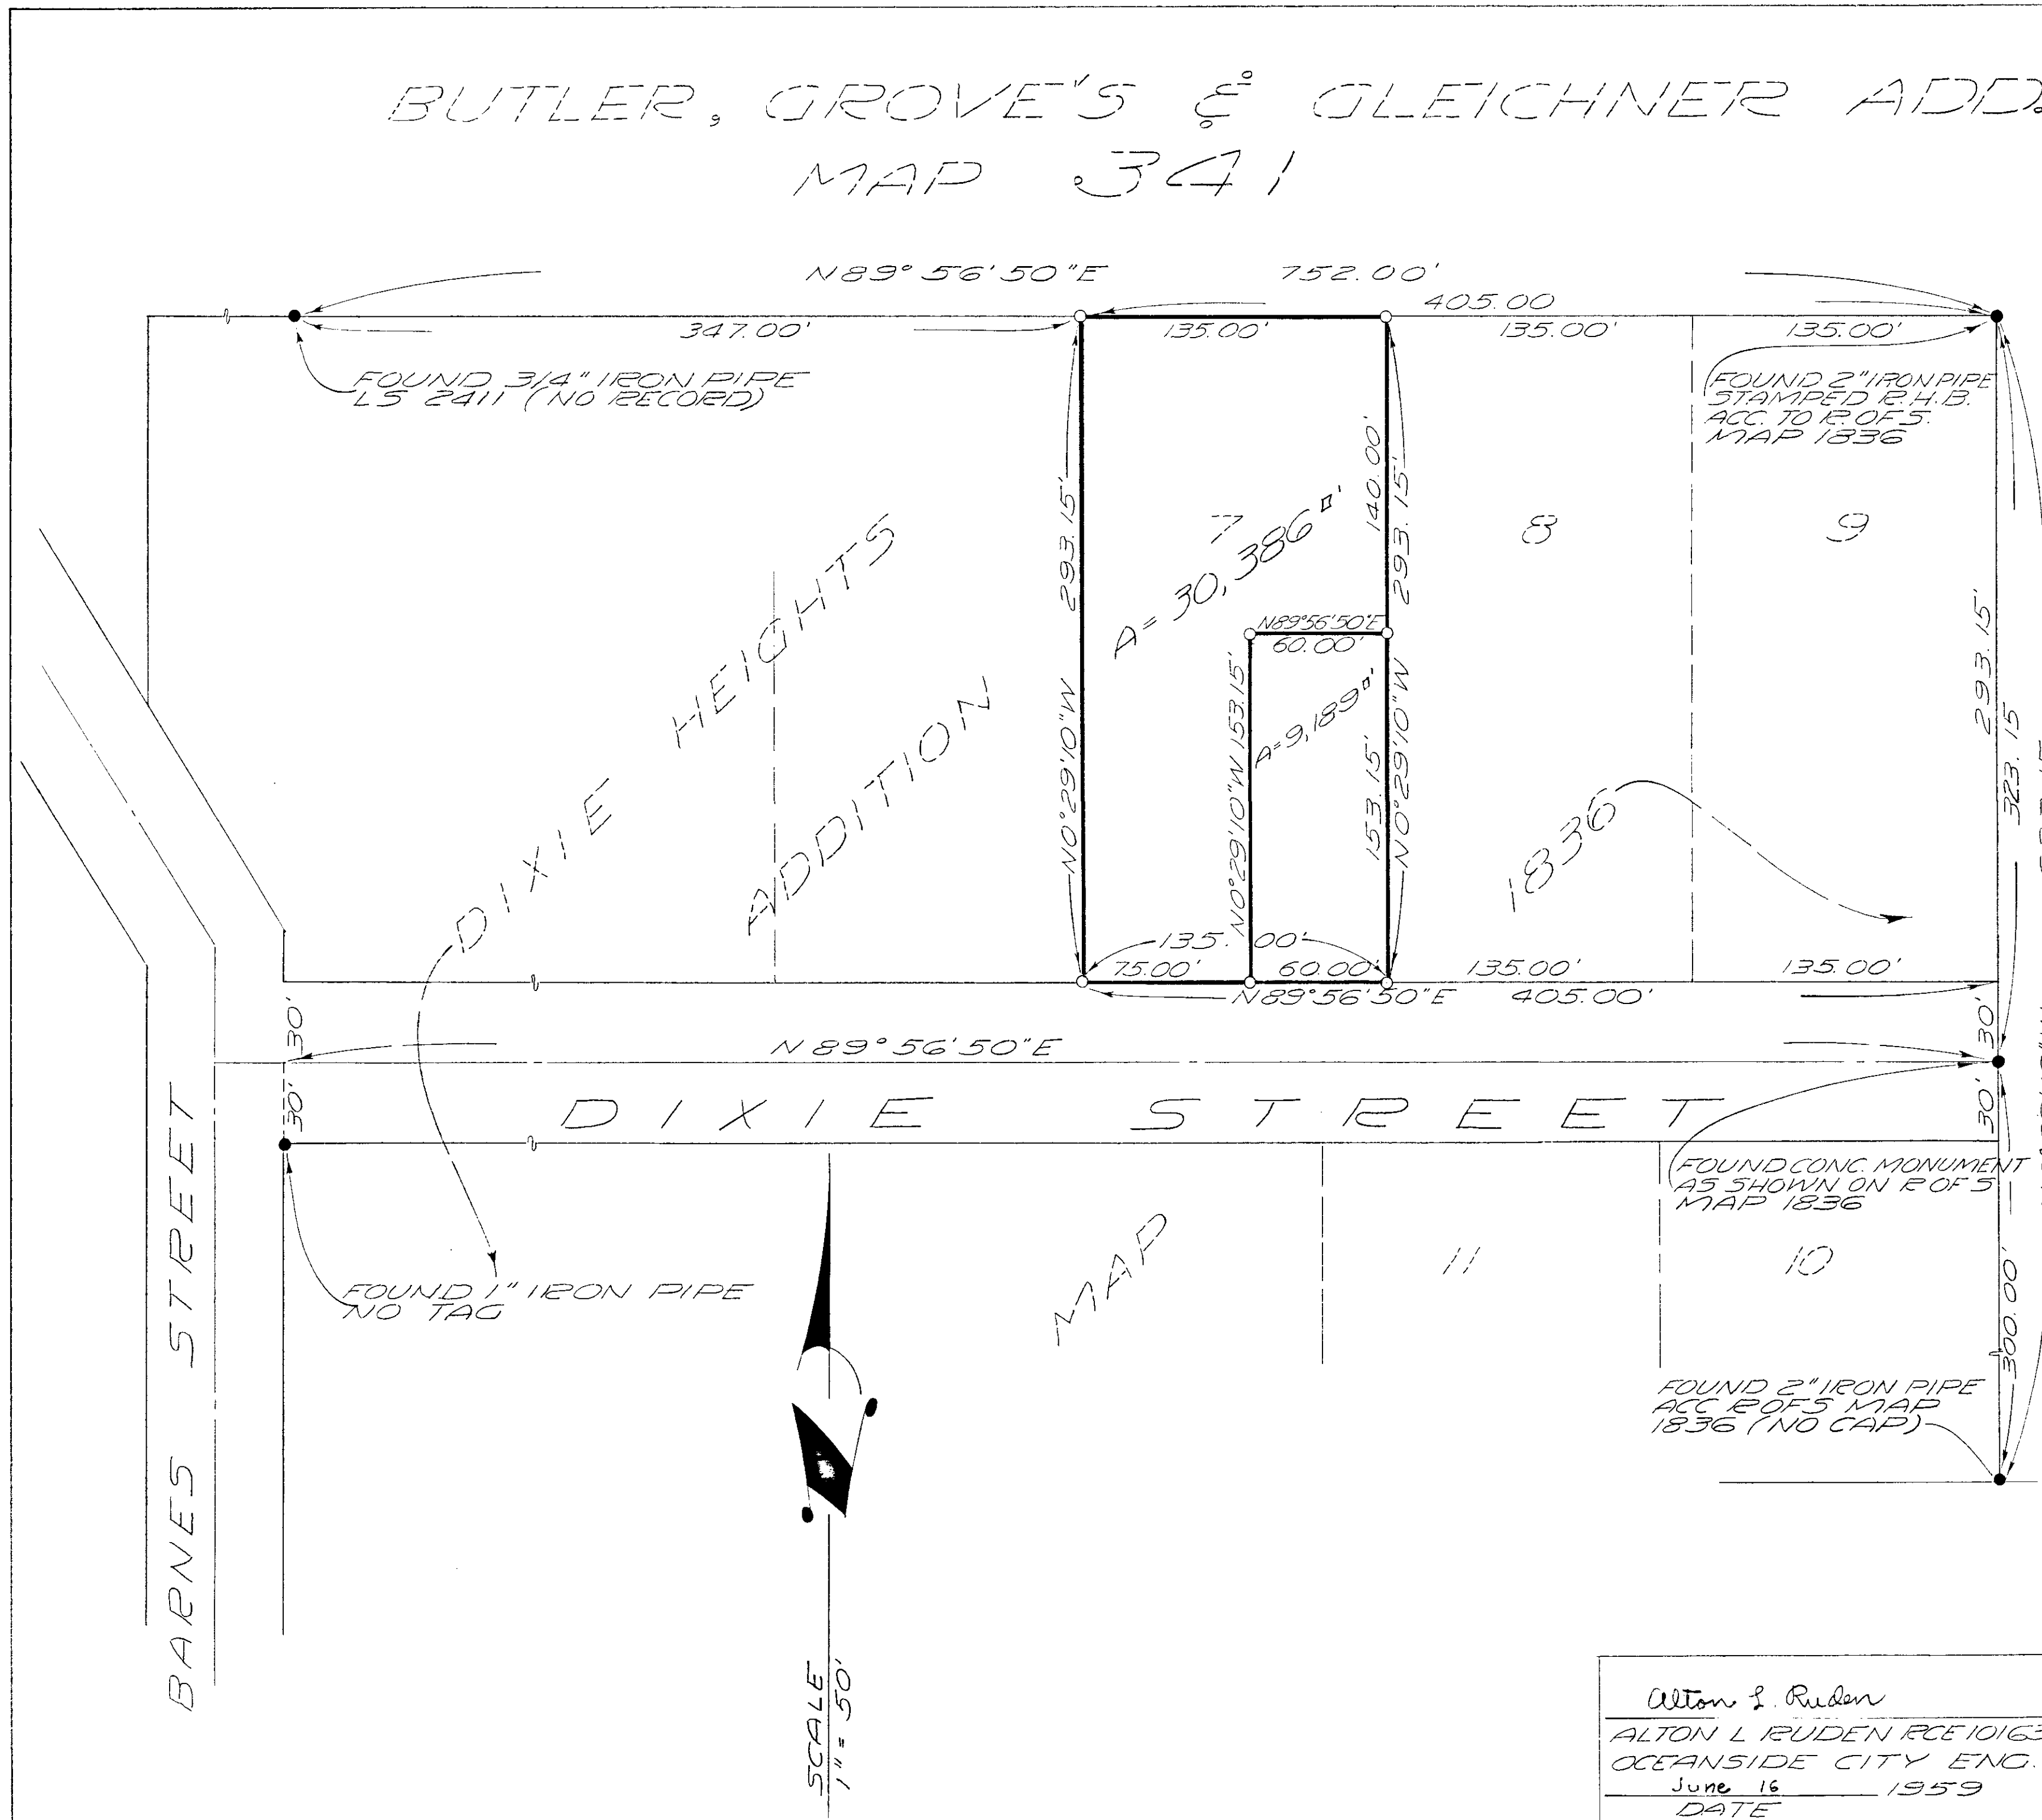 BUTLER, GROVE'S & GLEICHNER ADD.
MAP 341
N89°56'50"E 752.00'
405.00
347.00' 135.00' 135.00' 135.00'
FOUND 3/4" IRON PIPE
LS 2411 (NO RECORD)
FOUND 2" IRON PIPE
STAMPED R.H.B.
ACC. TO R.OF S.
MAP 1836
7
A = 30,386 □'
8
9
N0°29'10"W 293.15'
140.00'
N0°29'10"W 293.15'
N89°56'50"E
60.00'
N0°29'10"W 153.15'
A=9,189 □'
153.15'
293.15'
323.15
DIXIE HEIGHTS
ADDITION
1836
135.00'
75.00' 60.00' 135.00' 135.00'
N89°56'50"E 405.00'
30'
30'
N89°56'50"E
30'
30'
DIXIE STREET
BARNES STREET
FOUND CONC. MONUMENT
AS SHOWN ON R OF S
MAP 1836
MAP
11
10
FOUND 1" IRON PIPE
NO TAG
300.00'
FOUND 2" IRON PIPE
ACC R OF S MAP
1836 (NO CAP)
SCALE
1" = 50'
Alton L. Ruden
ALTON L RUDEN RCE 10163
OCEANSIDE CITY ENG.
June 16 1959
DATE